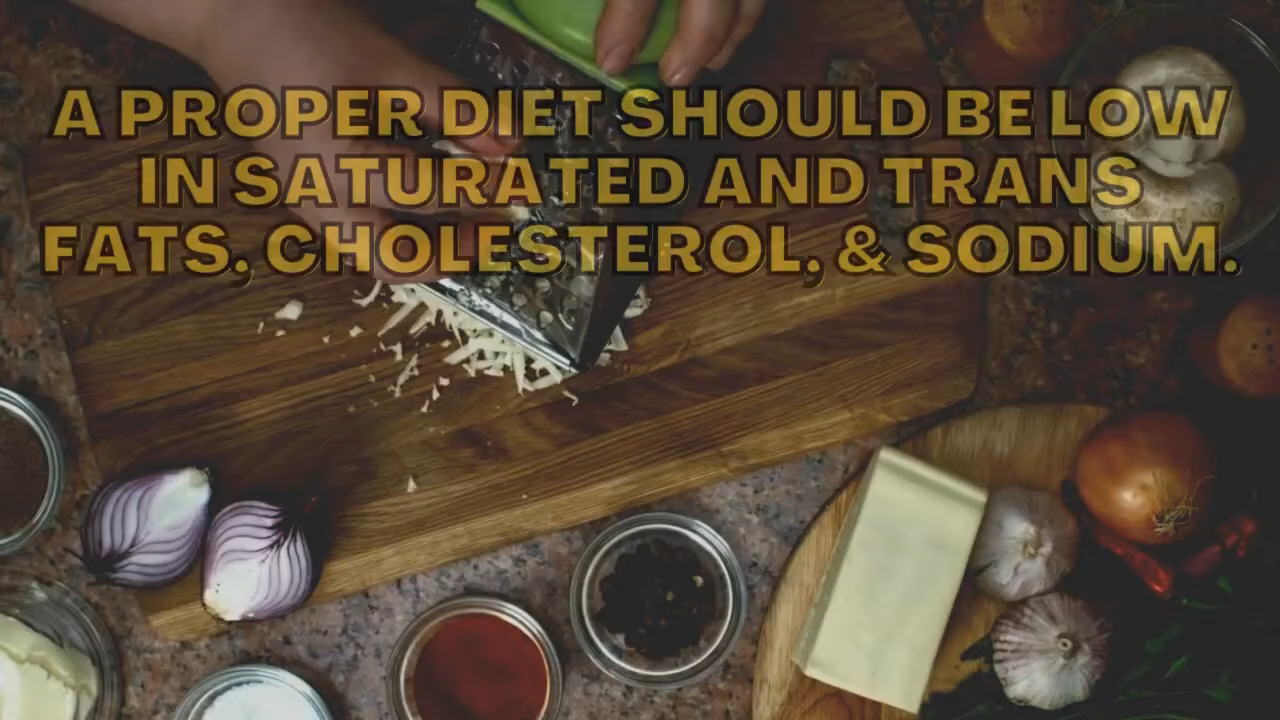 A PROPER DIET SHOULD BE LOW
IN SATURATED AND TRANS
FATS, CHOLESTEROL, & SODIUM.